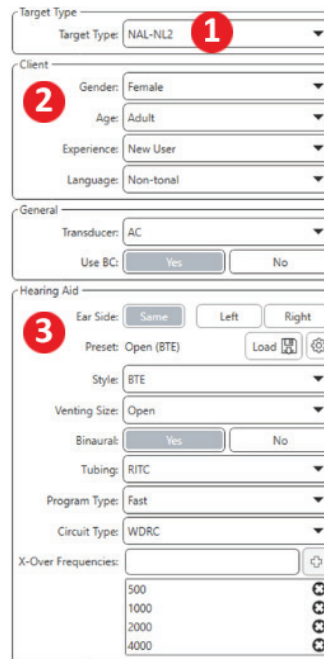 Target Type
Target Type: NAL-NL2 1
Client
2
Gender: Female
Age: Adult
Experience: New User
Language: Non-tonal
General
Transducer: AC
Use BC: Yes No
Hearing Aid
3
Ear Side: Same Left Right
Preset: Open (BTE) Load
Style: BTE
Venting Size: Open
Binaural: Yes No
Tubing: RITC
Program Type: Fast
Circuit Type: WDRC
X-Over Frequencies:
500
1000
2000
4000